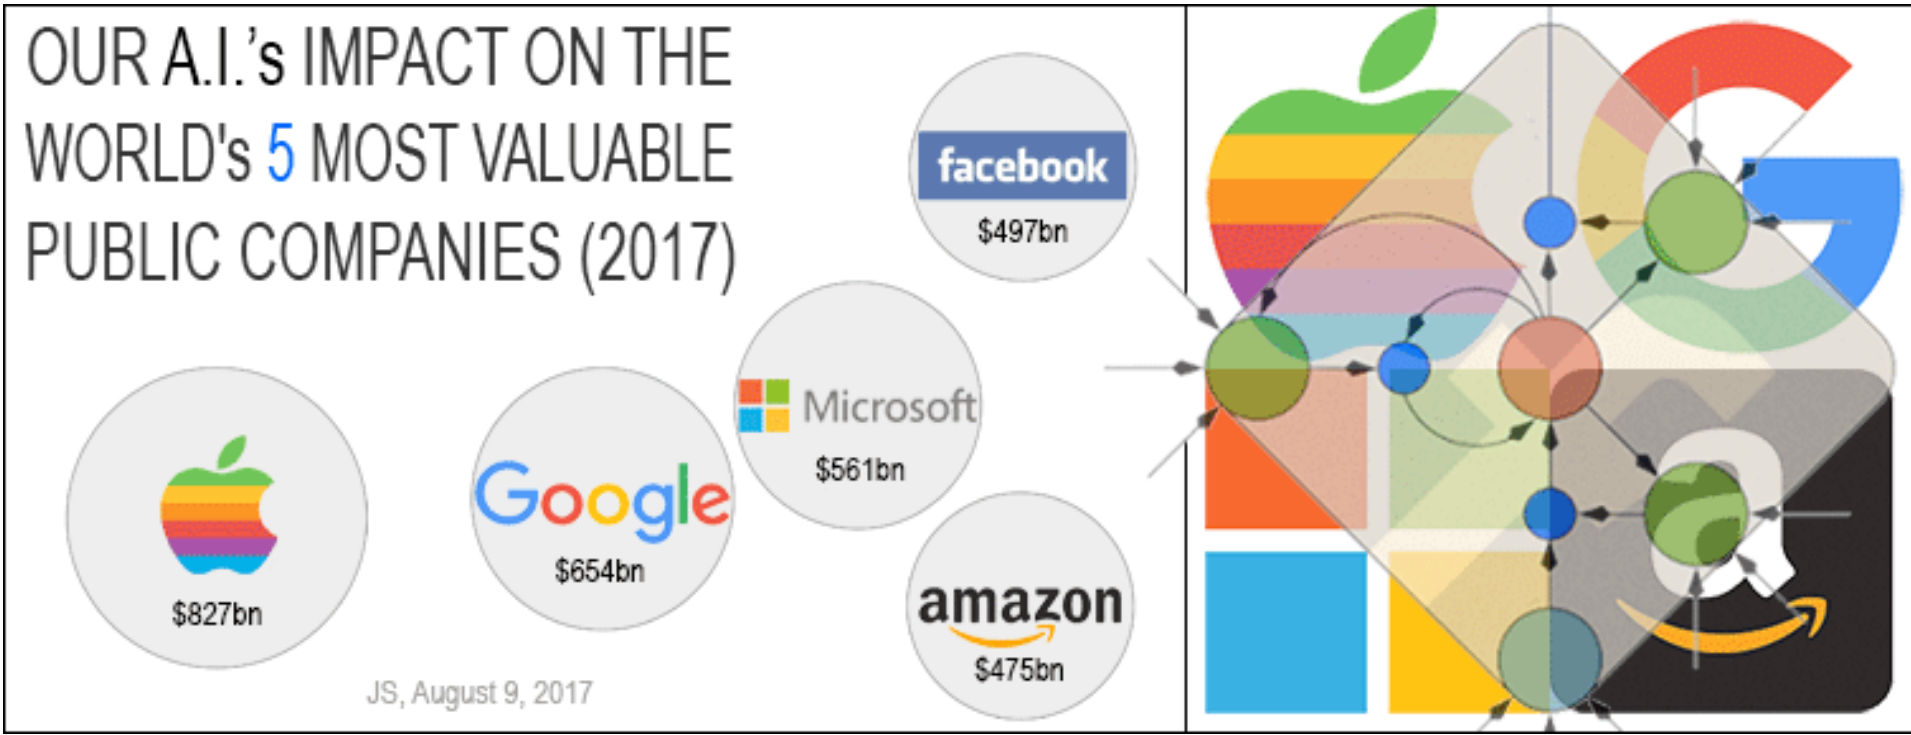 OUR A.I.'s IMPACT ON THE
WORLD's 5 MOST VALUABLE
PUBLIC COMPANIES (2017)
facebook
$497bn
Microsoft
$561bn
Google
$654bn
$827bn
amazon
$475bn
JS, August 9, 2017